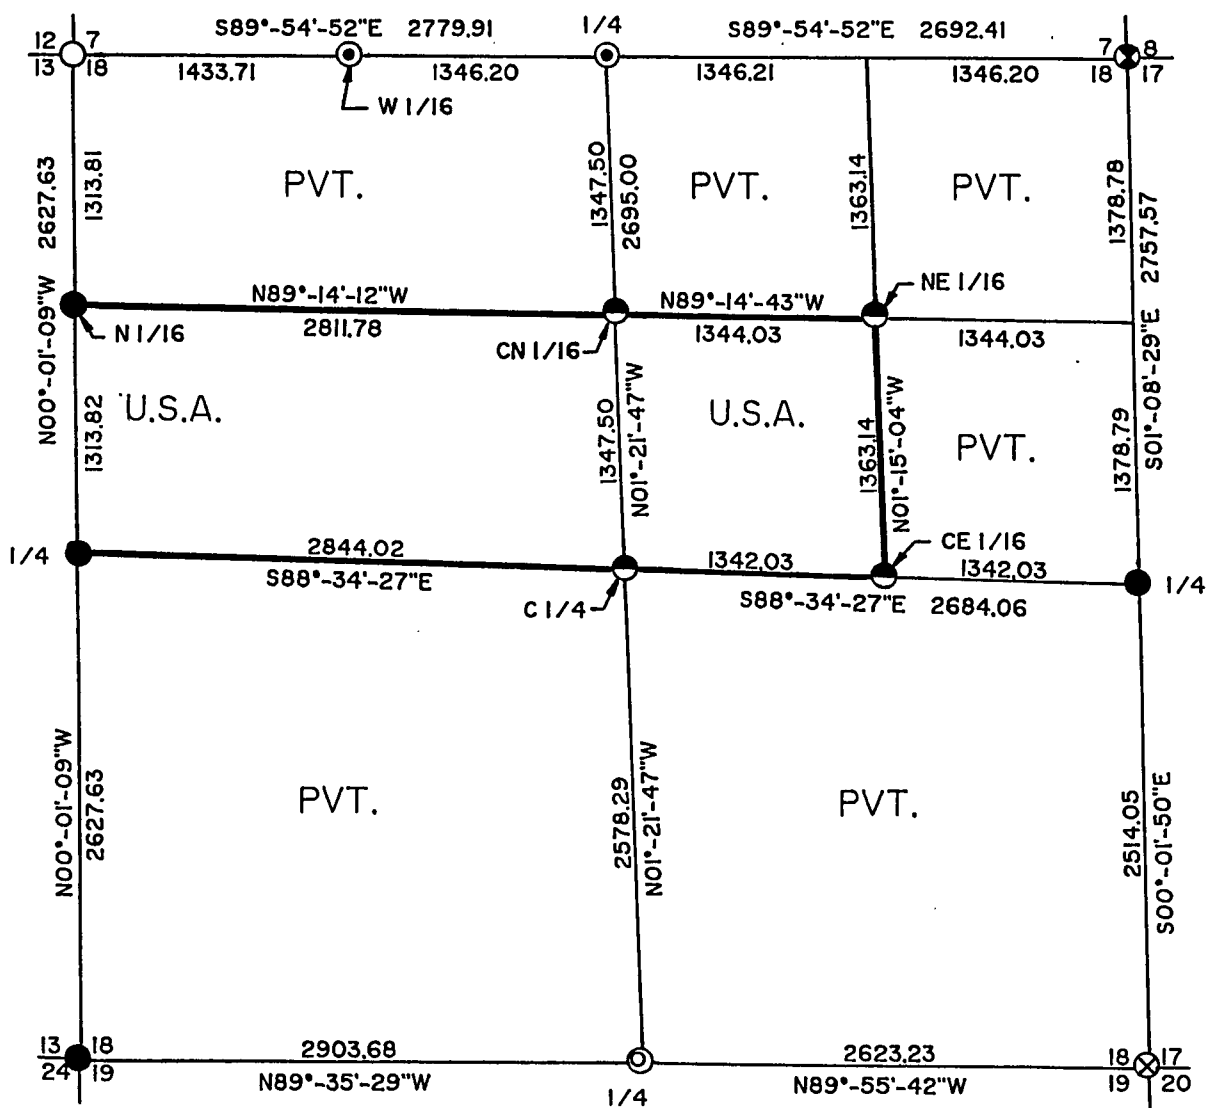 S89°-54'-52"E 2779.91
1/4
S89°-54'-52"E 2692.41
12 7
13 18
1433.71
1346.20
1346.21
1346.20
7 8
18 17
W 1/16
2627.63
1313.81
PVT.
1347.50
2695.00
PVT.
1363.14
PVT.
1378.78
2757.57
N00°-01'-09"W
N89°-14'-12"W
2811.78
N 1/16
CN 1/16
N89°-14'-43"W
1344.03
NE 1/16
1344.03
S01°-08'-29"E
1313.82
U.S.A.
1347.50
N01°-21'-47"W
U.S.A.
1363.14
N01°-15'-04"W
PVT.
1378.79
1/4
2844.02
S88°-34'-27"E
C 1/4
1342.03
CE 1/16
1342.03
S88°-34'-27"E 2684.06
1/4
N00°-01'-09"W
2627.63
PVT.
2578.29
N01°-21'-47"W
PVT.
2514.05
S00°-01'-50"E
13 18
24 19
2903.68
N89°-35'-29"W
1/4
2623.23
N89°-55'-42"W
18 17
19 20